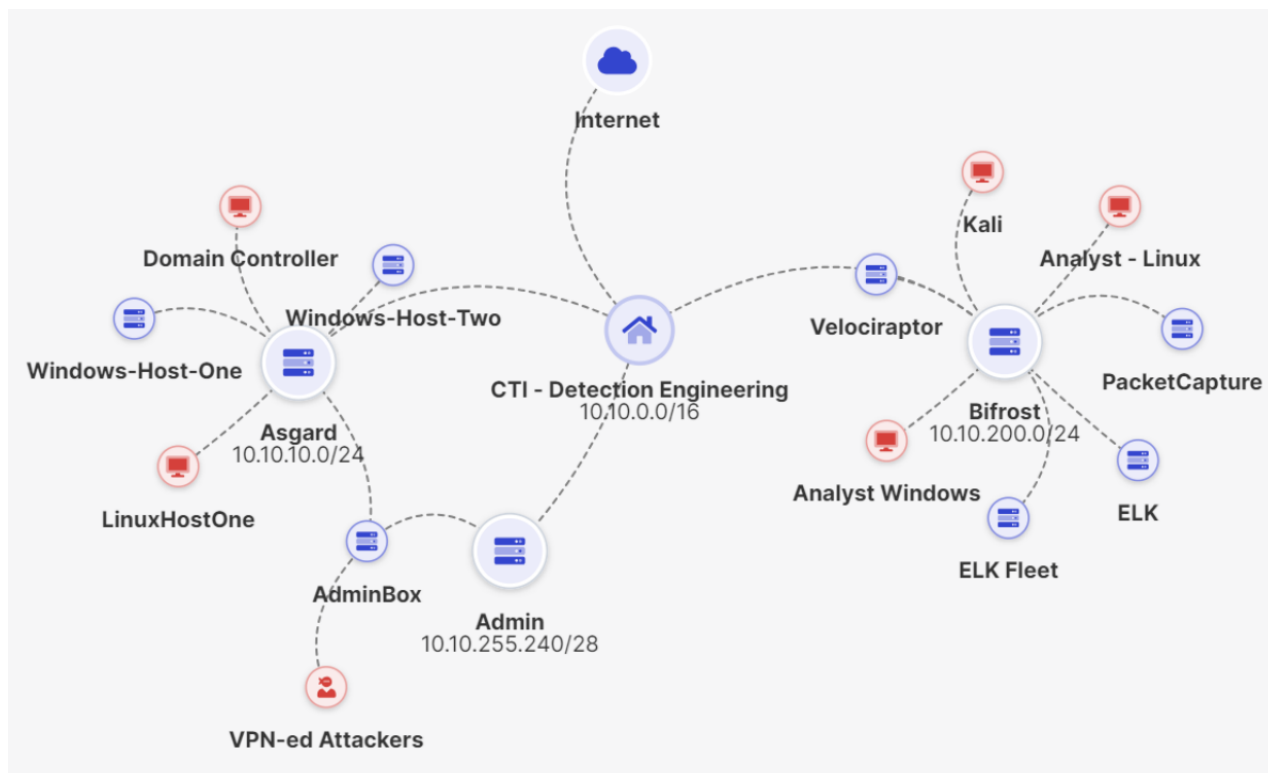 Internet
Kali
Domain Controller
Analyst - Linux
Windows-Host-Two
Velociraptor
Windows-Host-One
PacketCapture
CTI - Detection Engineering
10.10.0.0/16
Bifrost
10.10.200.0/24
Asgard
10.10.10.0/24
Analyst Windows
ELK
LinuxHostOne
ELK Fleet
AdminBox
Admin
10.10.255.240/28
VPN-ed Attackers